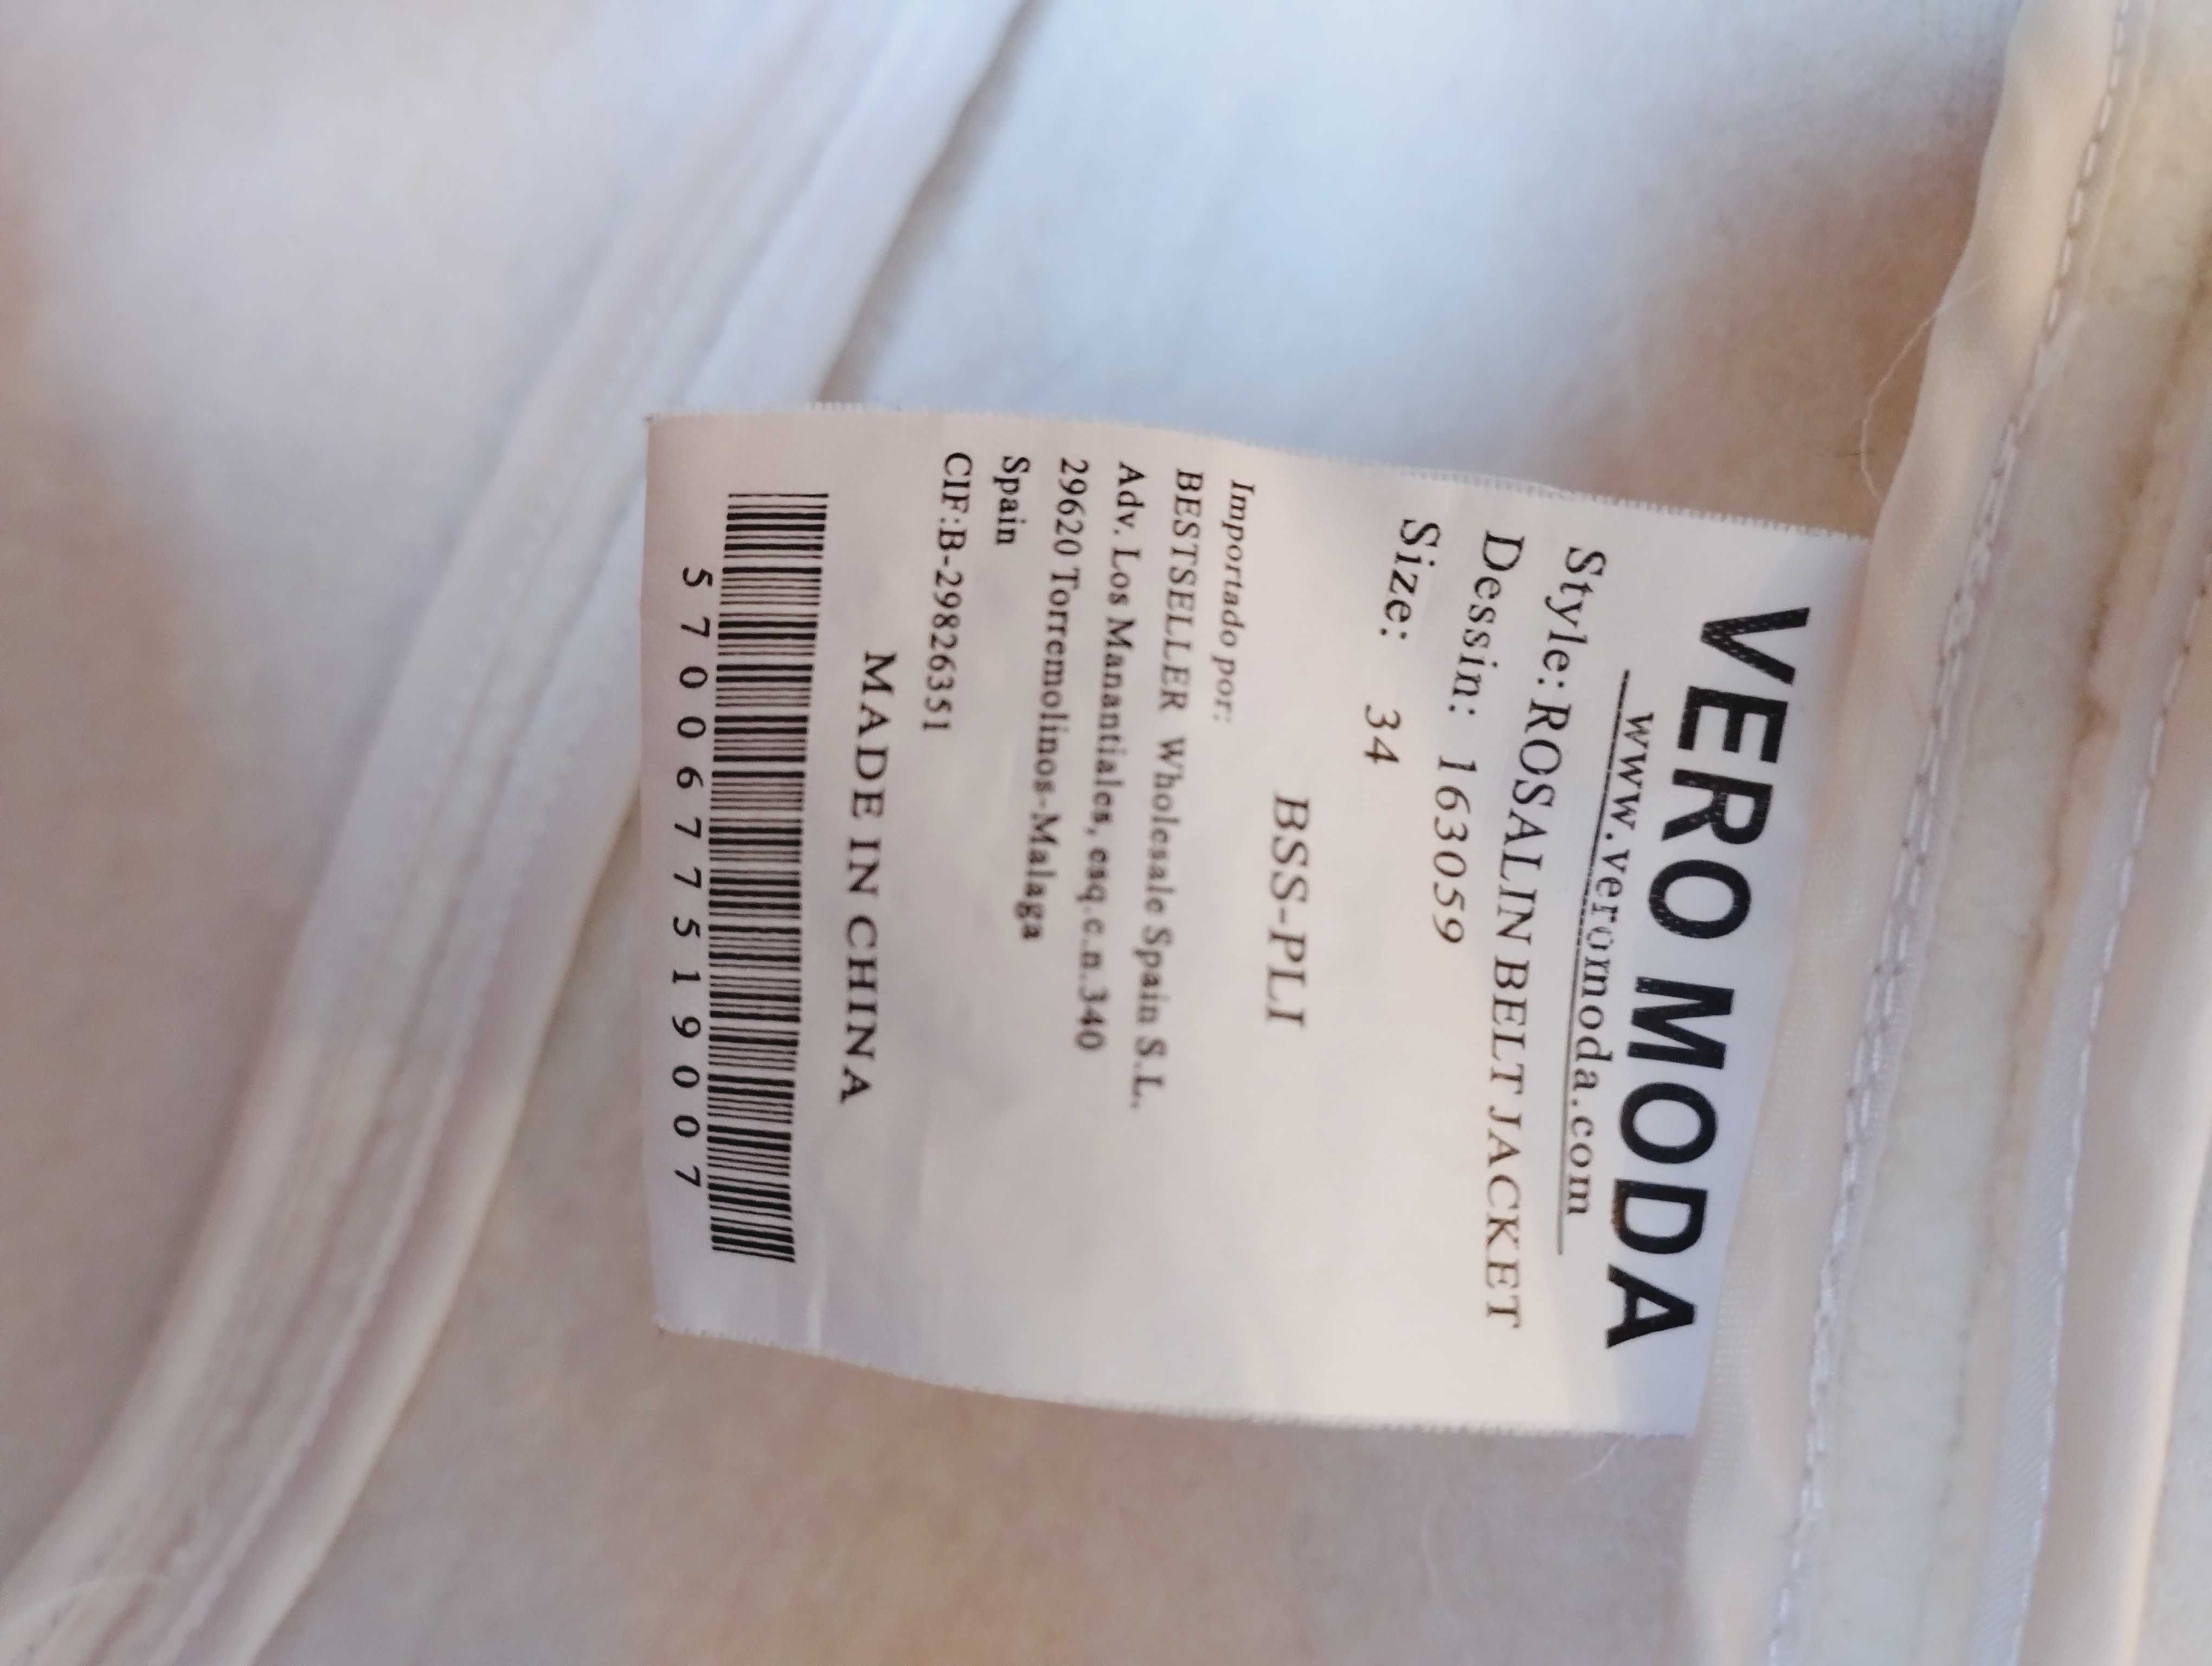 VERO MODA
www.veromoda.com
Style: ROSALIN BELT JACKET
Dessin: 163059
Size: 34
BSS-PLI
Importado por:
BESTSELLER Wholesale Spain S.L.
Adv. Los Manantiales, esq.c.n.340
29620 Torremolinos-Malaga
Spain
CIF:B-29826351
MADE IN CHINA
5700677519007